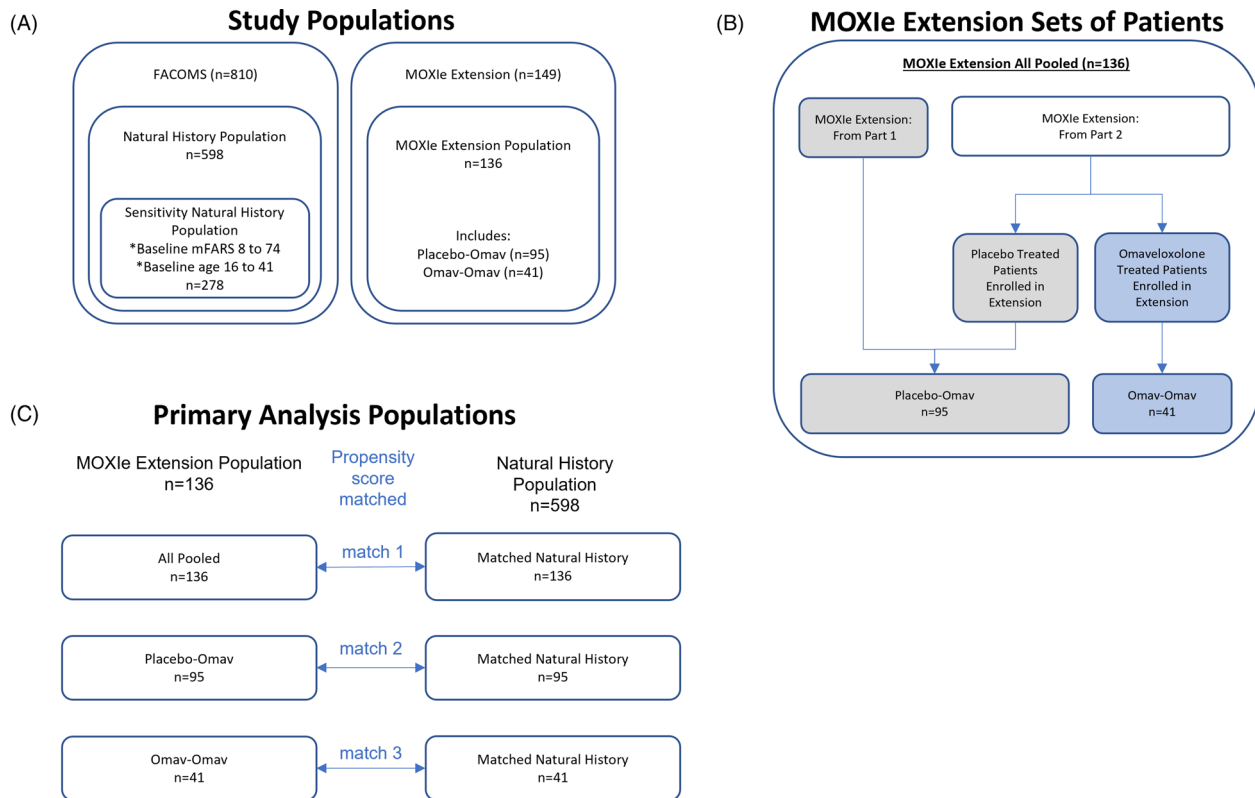 (A)
Study Populations
FACOMS (n=810)
Natural History Population
n=598
Sensitivity Natural History
Population
*Baseline mFARS 8 to 74
*Baseline age 16 to 41
n=278
MOXIe Extension (n=149)
MOXIe Extension Population
n=136
Includes:
Placebo-Omav (n=95)
Omav-Omav (n=41)
(B)
MOXIe Extension Sets of Patients
MOXIe Extension All Pooled (n=136)
MOXIe Extension:
From Part 1
MOXIe Extension:
From Part 2
Placebo Treated
Patients
Enrolled in
Extension
Omaveloxolone
Treated Patients
Enrolled in
Extension
Placebo-Omav
n=95
Omav-Omav
n=41
(C)
Primary Analysis Populations
MOXIe Extension Population
n=136
Propensity
score
matched
Natural History
Population
n=598
All Pooled
n=136
match 1
Matched Natural History
n=136
Placebo-Omav
n=95
match 2
Matched Natural History
n=95
Omav-Omav
n=41
match 3
Matched Natural History
n=41